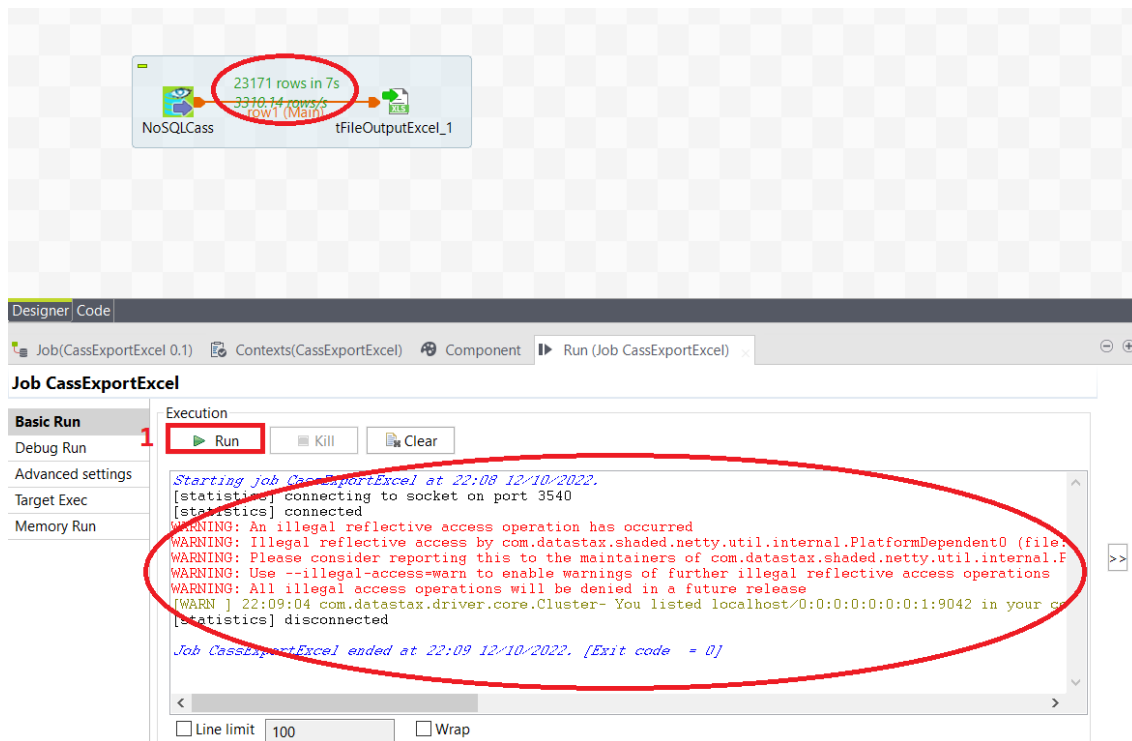 23171 rows in 7s
3310.14 rows/s
row1 (Main)
XLS
NoSQLCass
tFileOutputExcel_1
Designer
Code
Job(CassExportExcel 0.1)
Contexts(CassExportExcel)
Component
Run (Job CassExportExcel)
Job CassExportExcel
Basic Run
Debug Run
Advanced settings
Target Exec
Memory Run
Execution
1
Run
Kill
Clear
Starting job CassExportExcel at 22:08 12/10/2022.
[statistics] connecting to socket on port 3540
[statistics] connected
WARNING: An illegal reflective access operation has occurred
WARNING: Illegal reflective access by com.datastax.shaded.netty.util.internal.PlatformDependent0 (file:
WARNING: Please consider reporting this to the maintainers of com.datastax.shaded.netty.util.internal.P
WARNING: Use --illegal-access=warn to enable warnings of further illegal reflective access operations
WARNING: All illegal access operations will be denied in a future release
[WARN ] 22:09:04 com.datastax.driver.core.Cluster- You listed localhost/0:0:0:0:0:0:0:1:9042 in your co
[statistics] disconnected
Job CassExportExcel ended at 22:09 12/10/2022. [Exit code  = 0]
>>
Line limit
100
Wrap